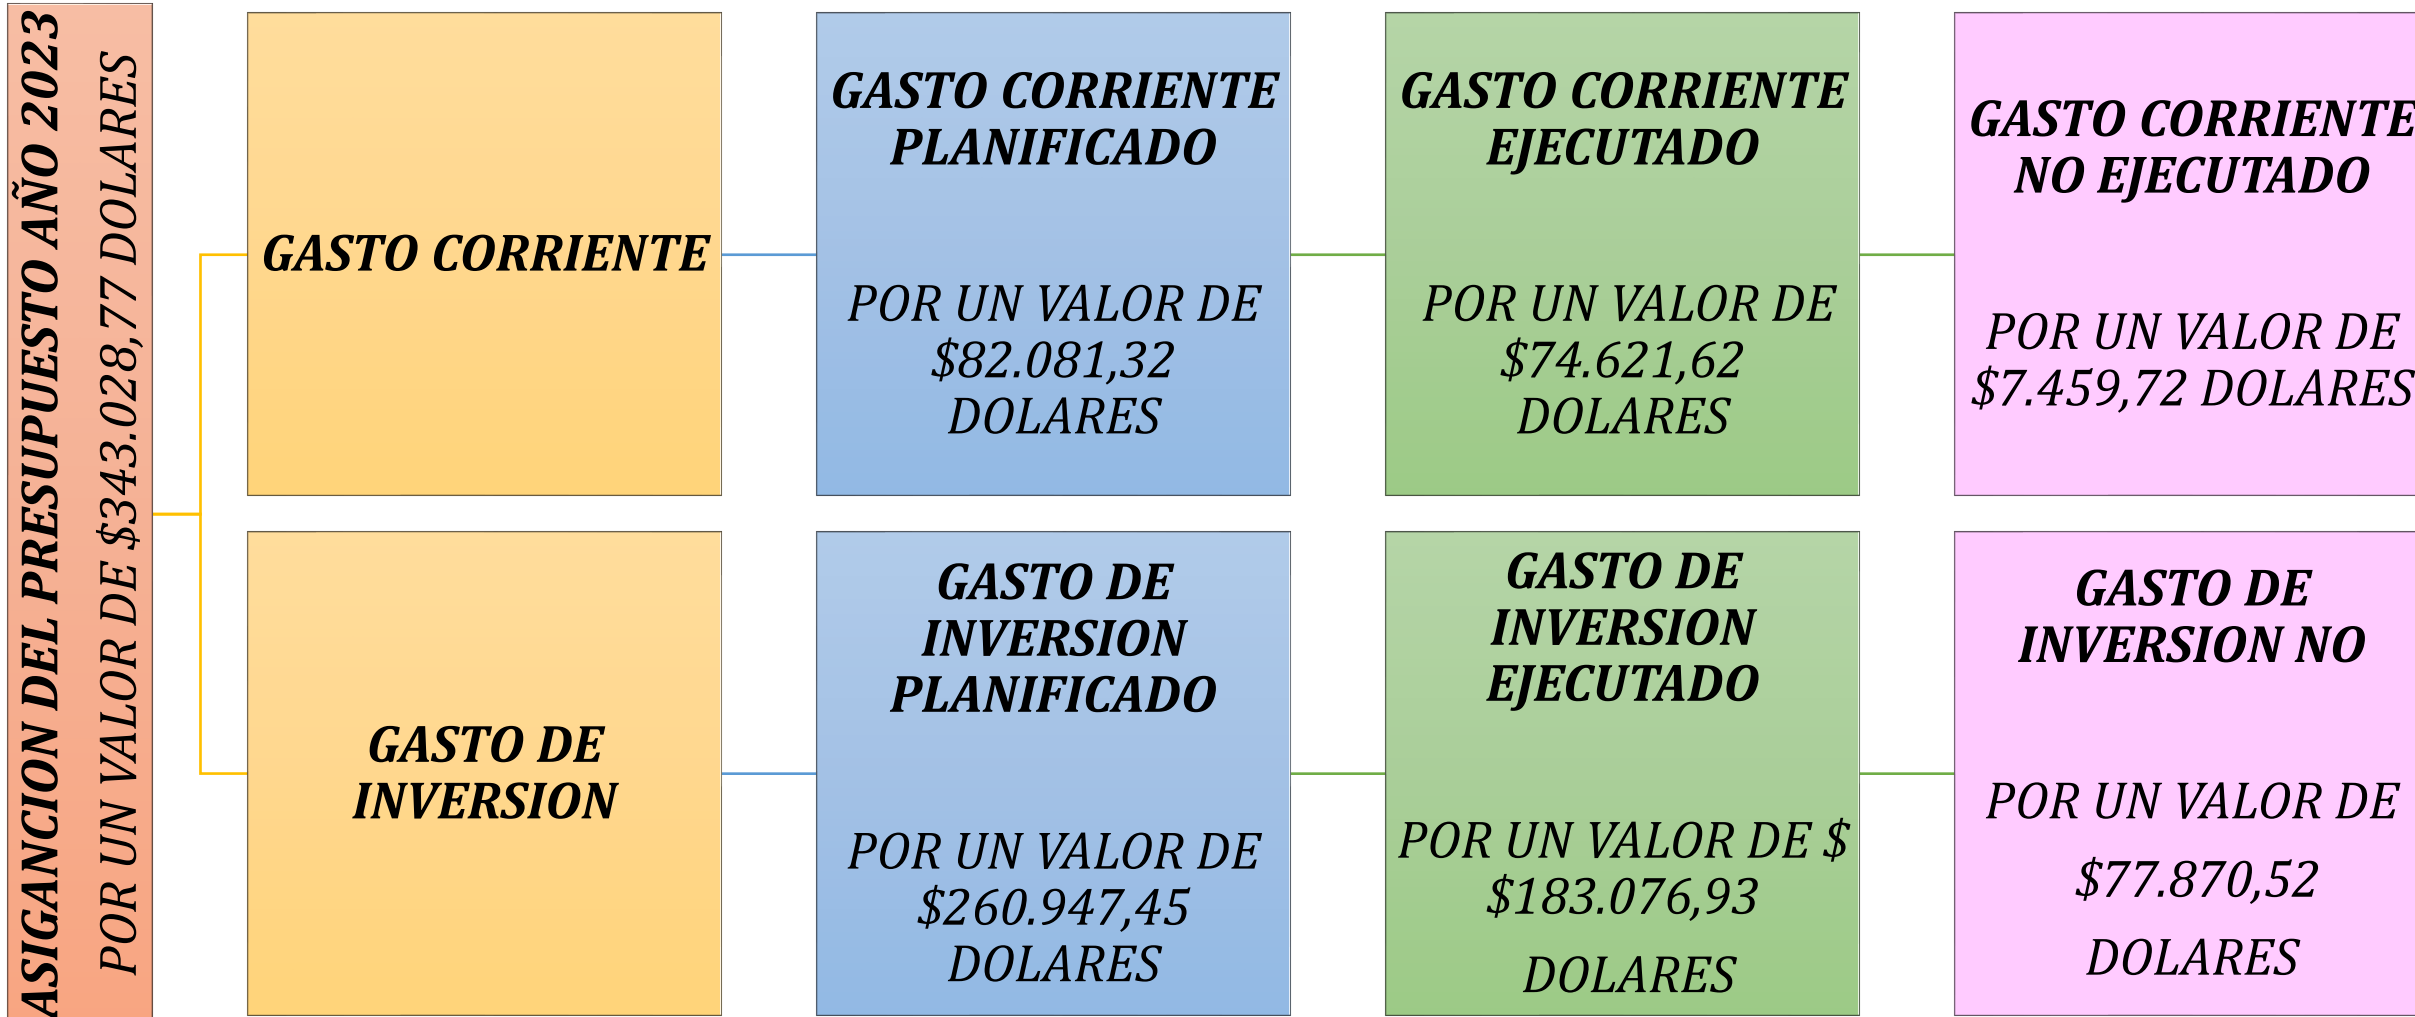 ASIGANCION DEL PRESUPUESTO AÑO 2023
POR UN VALOR DE $343.028,77 DOLARES
GASTO CORRIENTE
GASTO CORRIENTE
PLANIFICADO
POR UN VALOR DE
$82.081,32
DOLARES
GASTO CORRIENTE
EJECUTADO
POR UN VALOR DE
$74.621,62
DOLARES
GASTO CORRIENTE
NO EJECUTADO
POR UN VALOR DE
$7.459,72 DOLARES
GASTO DE
INVERSION
GASTO DE
INVERSION
PLANIFICADO
POR UN VALOR DE
$260.947,45
DOLARES
GASTO DE
INVERSION
EJECUTADO
POR UN VALOR DE $
$183.076,93
DOLARES
GASTO DE
INVERSION NO
POR UN VALOR DE
$77.870,52
DOLARES